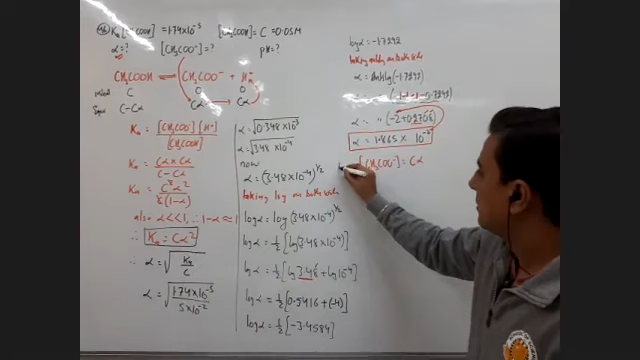 Ka [CH₃COOH] = 1.74×10⁻⁵ [CH₃COOH] = C = 0.05M
α = ? [CH₃COO⁻] = ? pH = ?
CH₃COOH ⇌ CH₃COO⁻ + H⁺
initial C 0 0
C-Cα Cα Cα
Ka = [CH₃COO⁻][H⁺] / [CH₃COOH]
Ka = Cα × Cα / C-Cα
Ka = C²α² / C(1-α)
also α<<1, ∴ 1-α ≈ 1
∴ Ka = Cα²
∴ α = √(Ka / C)
α = √(1.74×10⁻⁵ / 5×10⁻²)
α = √(0.348 × 10⁻³)
α = √(3.48 × 10⁻⁴)
now
α = (3.48×10⁻⁴)^1/2
taking log on both side
log α = log (3.48×10⁻⁴)^1/2
log α = 1/2 [log 3.48×10⁻⁴]
log α = 1/2 [log 3.48 + log 10⁻⁴]
log α = 1/2 [0.5416 + (-4)]
log α = 1/2 [-3.4584]
log α = -1.7292
taking antilog on both side
α = Antilog (-1.7292)
α = " (-2+0.2708)
α = 1.865 × 10⁻²
[CH₃COO⁻] = Cα